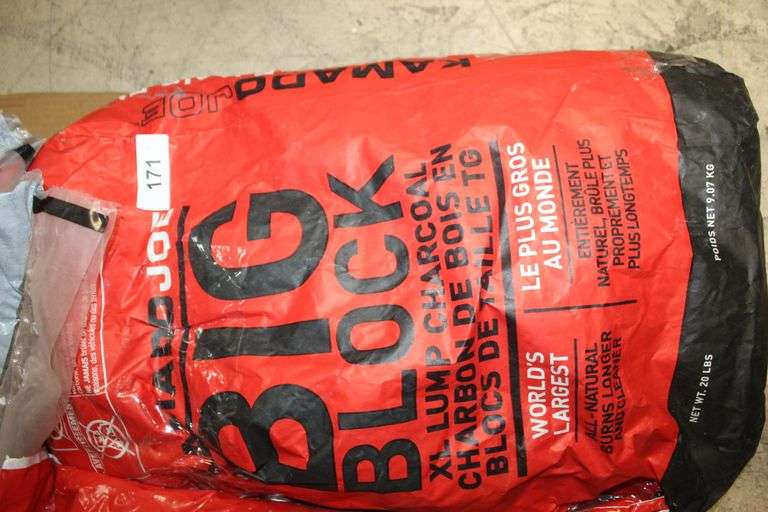 KAMADO
JOE
171
JOE
BIG
BLOCK
XL LUMP CHARCOAL
CHARBON DE BOIS EN
BLOCS DE TAILLE TG
WORLD'S
LARGEST
LE PLUS GROS
AU MONDE
ALL-NATURAL
BURNS LONGER
AND CLEANER
ENTIÈREMENT
NATUREL, BRÛLE PLUS
PROPREMENT ET
PLUS LONGTEMPS
NET WT. 20 LBS
POIDS NET 9.07 KG